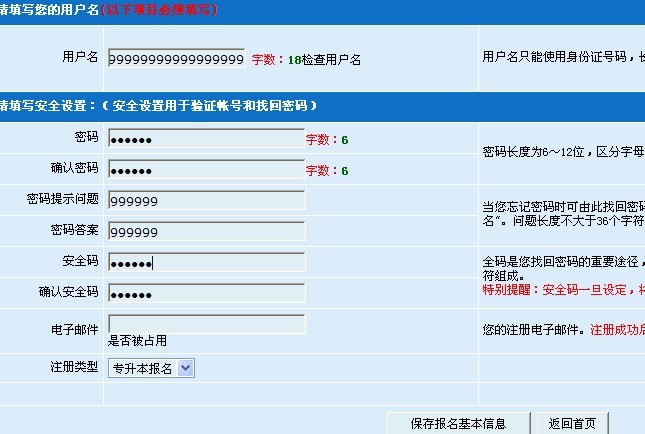 请填写您的用户名(以下项目必须填写)
用户名 99999999999999999 字数：18检查用户名 用户名只能使用身份证号码，长
请填写安全设置：（安全设置用于验证帐号和找回密码）
密码 ●●●●●● 字数：6
密码长度为6～12位，区分字母
确认密码 ●●●●●● 字数：6
密码提示问题 999999
当您忘记密码时可由此找回密码
名"。问题长度不大于36个字符
密码答案 999999
安全码 ●●●●●●
全码是您找回密码的重要途径，
符组成。
特别提醒：安全码一旦设定，将
确认安全码 ●●●●●●
电子邮件
您的注册电子邮件。注册成功后
是否被占用
注册类型 专升本报名
保存报名基本信息 返回首页